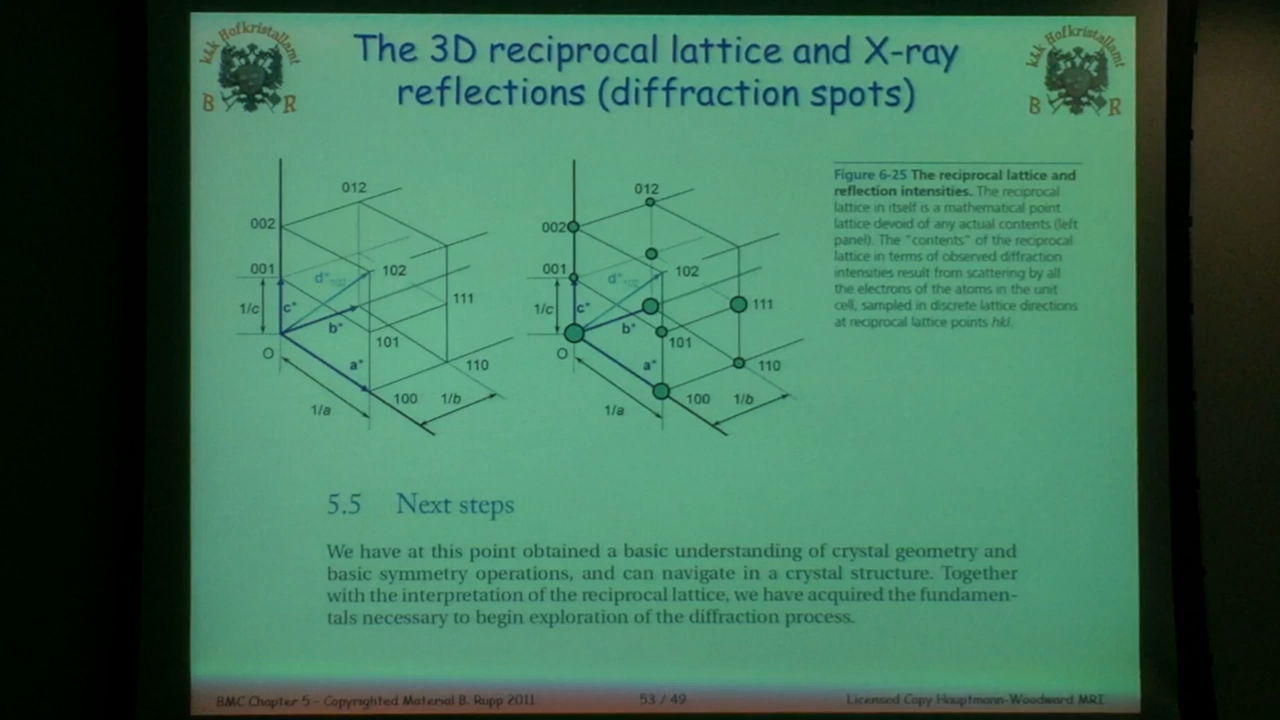 kkk Hofkristallamt
B R
The 3D reciprocal lattice and X-ray
reflections (diffraction spots)
kkk Hofkristallamt
B R
012
002
001
d*102
102
1/c
c*
b*
111
O
101
a*
110
1/a
100
1/b
012
002
001
d*102
102
1/c
c*
b*
111
O
101
a*
110
1/a
100
1/b
Figure 6-25 The reciprocal lattice and
reflection intensities. The reciprocal
lattice in itself is a mathematical point
lattice devoid of any actual contents (left
panel). The "contents" of the reciprocal
lattice in terms of observed diffraction
intensities result from scattering by all
the electrons of the atoms in the unit
cell, sampled in discrete lattice directions
at reciprocal lattice points hkl.
5.5 Next steps
We have at this point obtained a basic understanding of crystal geometry and
basic symmetry operations, and can navigate in a crystal structure. Together
with the interpretation of the reciprocal lattice, we have acquired the fundamen-
tals necessary to begin exploration of the diffraction process.
BMC Chapter 5 - Copyrighted Material B. Rupp 2011
53 / 49
Licensed Copy Hauptmann-Woodward MRI